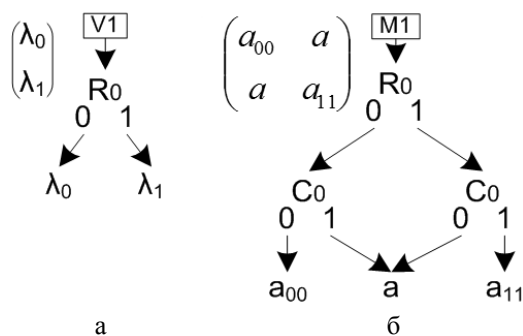 V1
λ₀
λ₁
R₀
0 1
λ₀ λ₁
а
M1
a₀₀ a
a a₁₁
R₀
0 1
C₀ C₀
0 1 0 1
a₀₀ a a₁₁
б